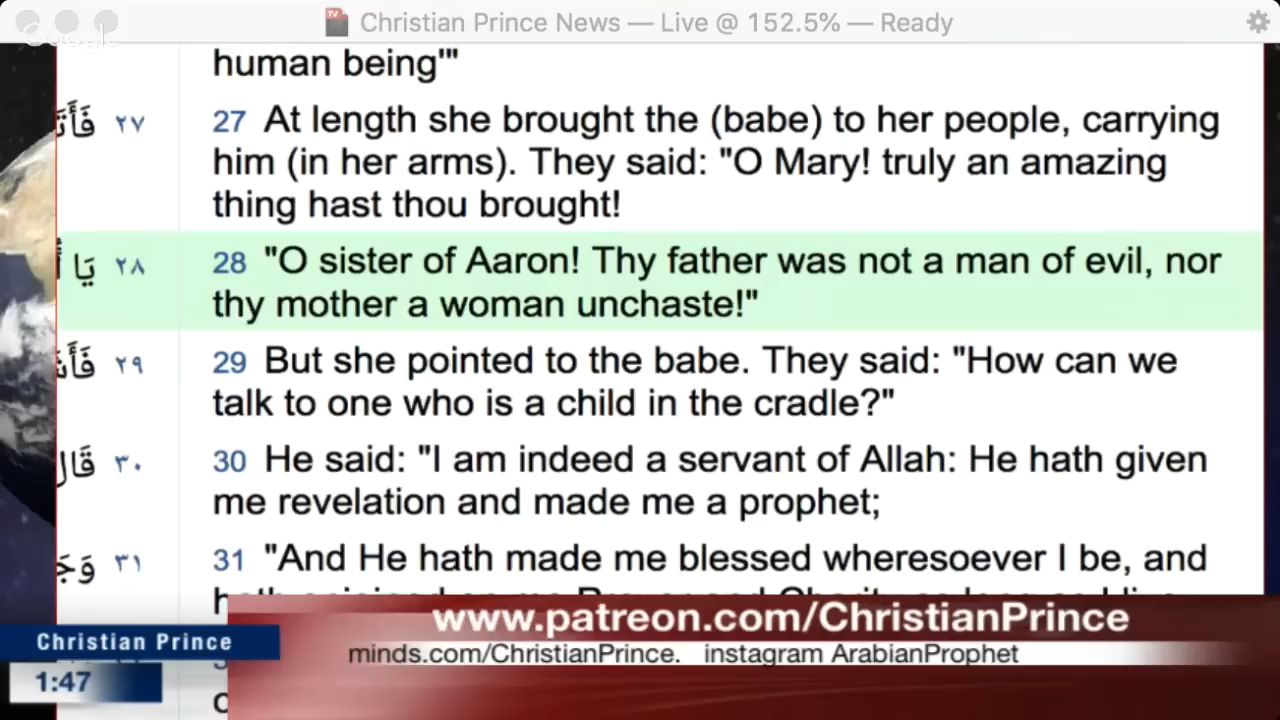 Christian Prince News — Live @ 152.5% — Ready
Google
human being'"
٢٧ 27 At length she brought the (babe) to her people, carrying
him (in her arms). They said: "O Mary! truly an amazing
thing hast thou brought!
يَا ٢٨ 28 "O sister of Aaron! Thy father was not a man of evil, nor
thy mother a woman unchaste!"
٢٩ 29 But she pointed to the babe. They said: "How can we
talk to one who is a child in the cradle?"
قَالَ ٣٠ 30 He said: "I am indeed a servant of Allah: He hath given
me revelation and made me a prophet;
٣١ 31 "And He hath made me blessed wheresoever I be, and
www.patreon.com/ChristianPrince
Christian Prince
minds.com/ChristianPrince. instagram ArabianProphet
1:47